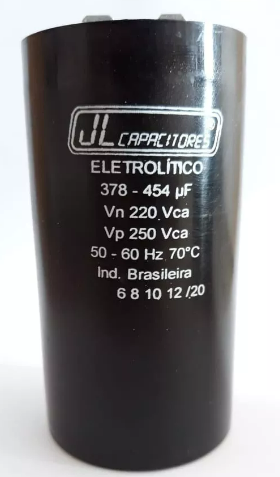 JL CAPACITORES
ELETROLÍTICO
378 - 454 µF
Vn 220 Vca
Vp 250 Vca
50 - 60 Hz 70°C
Ind. Brasileira
6 8 10 12 /20